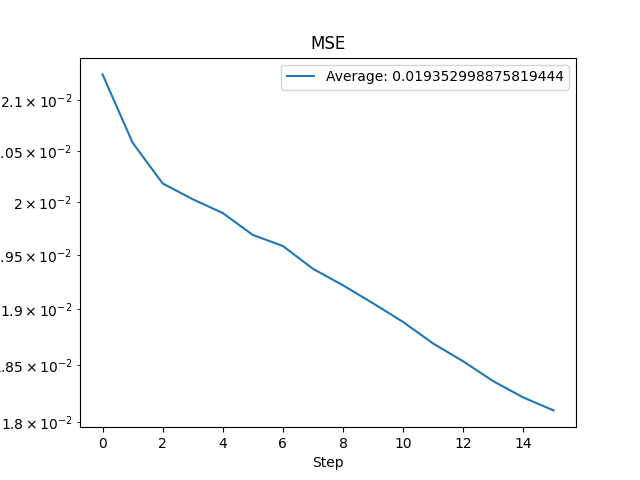 MSE
Average: 0.019352998875819444
2.1 × 10⁻²
.05 × 10⁻²
2 × 10⁻²
.95 × 10⁻²
1.9 × 10⁻²
.85 × 10⁻²
1.8 × 10⁻²
0 2 4 6 8 10 12 14
Step